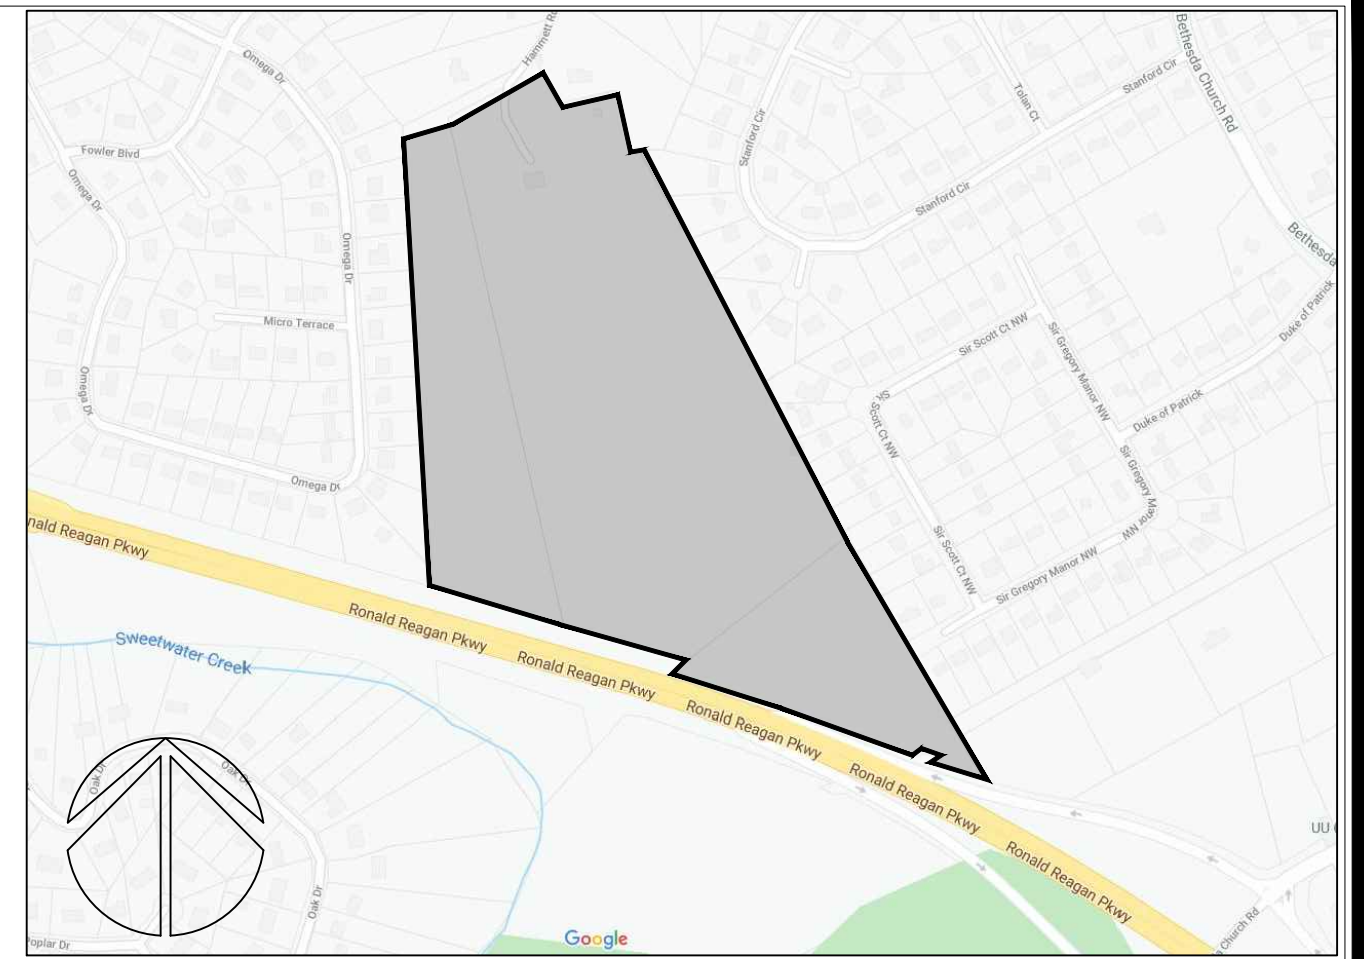 Hammett Rd
Omega Dr
Bethesda Church Rd
Stanford Cir
Tolan Ct
Stanford Cir
Fowler Blvd
Omega Dr
Stanford Cir
Omega Dr
Bethesda
Duke of Patrick
Micro Terrace
Sir Scott Ct NW
Sir Gregory Manor NW
Omega Dr
Sir Scott Ct NW
Duke of Patrick
Sir Gregory Manor NW
Omega Dr
nald Reagan Pkwy
Sir Scott Ct NW
Sir Gregory Manor NW
Ronald Reagan Pkwy
Sweetwater Creek
Ronald Reagan Pkwy
Ronald Reagan Pkwy
Oak Dr
Oak Dr
Ronald Reagan Pkwy
UU
Ronald Reagan Pkwy
Oak Dr
Church Rd
Poplar Dr
Google